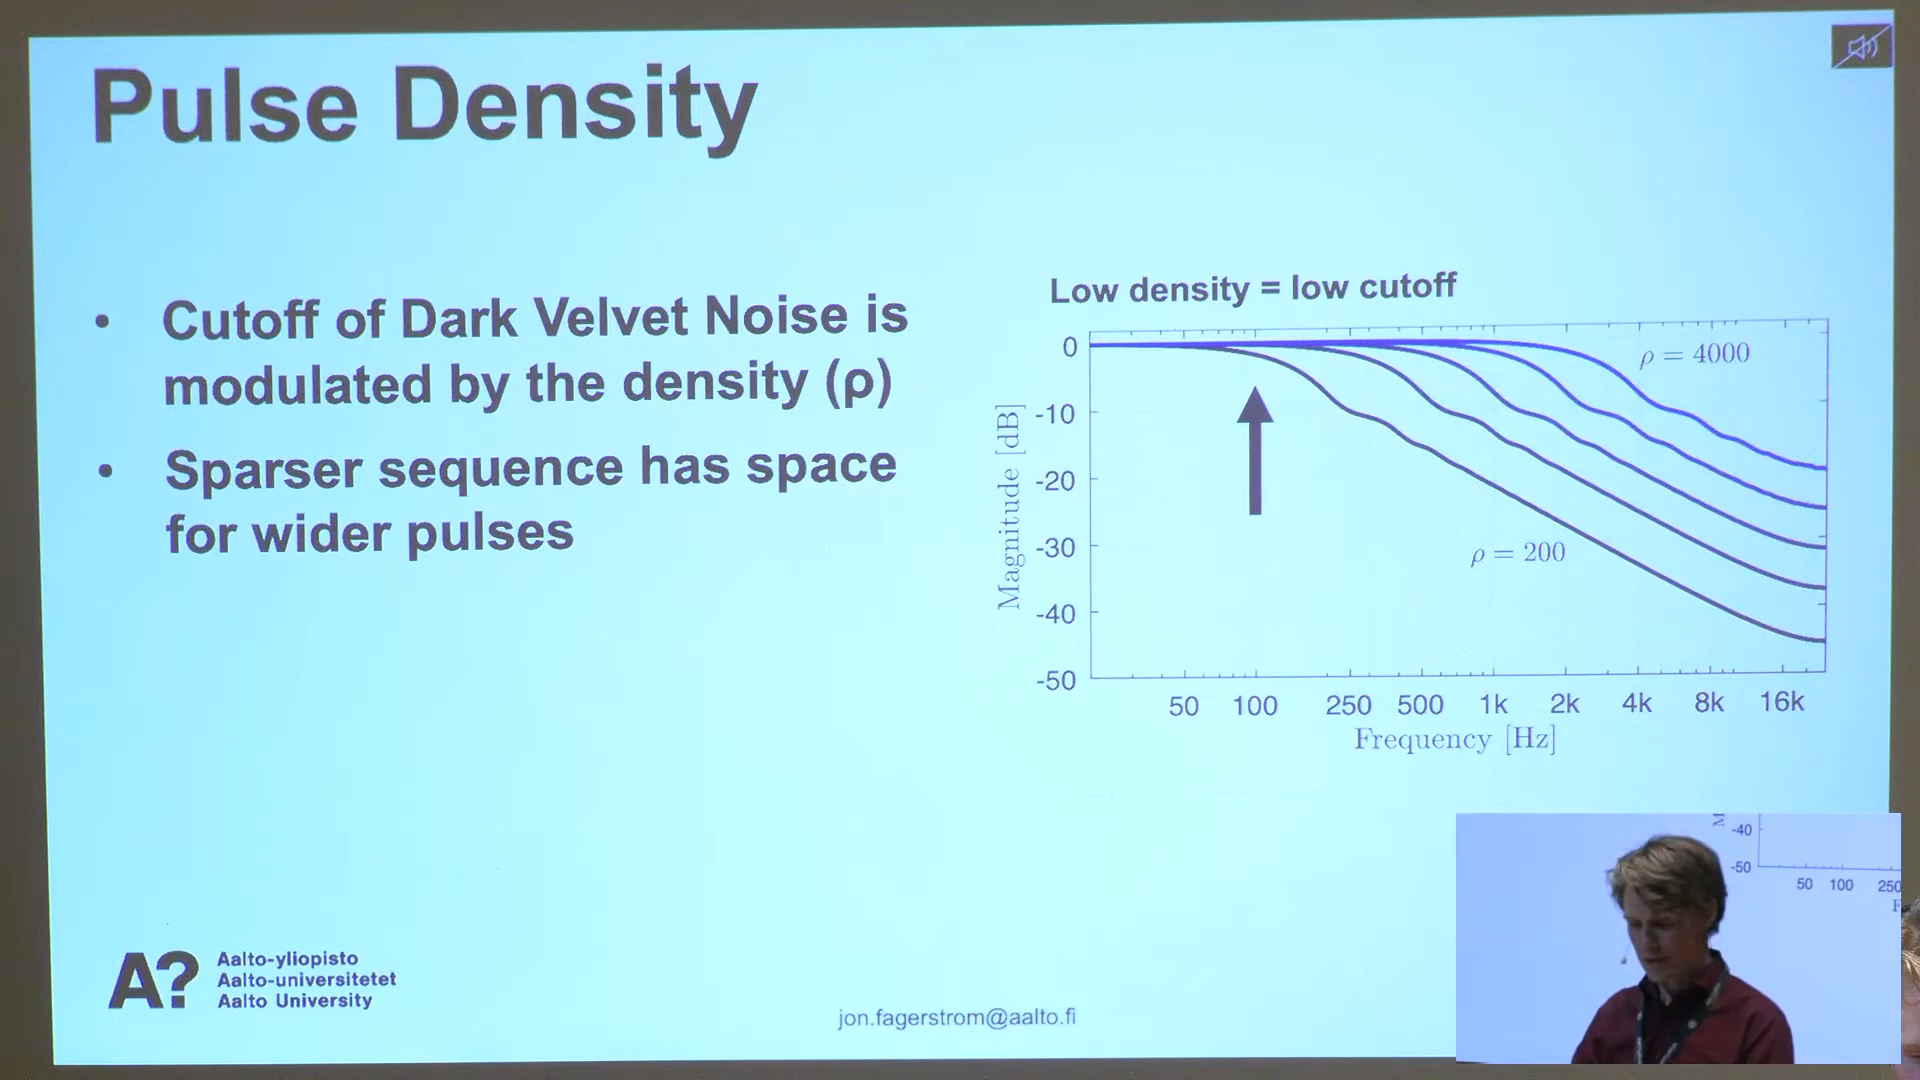 Pulse Density
• Cutoff of Dark Velvet Noise is
modulated by the density (ρ)
• Sparser sequence has space
for wider pulses
Low density = low cutoff
0
-10
-20
-30
-40
-50
Magnitude [dB]
ρ = 4000
ρ = 200
50 100 250 500 1k 2k 4k 8k 16k
Frequency [Hz]
A?
Aalto-yliopisto
Aalto-universitetet
Aalto University
jon.fagerstrom@aalto.fi
-40
-50
50 100 250